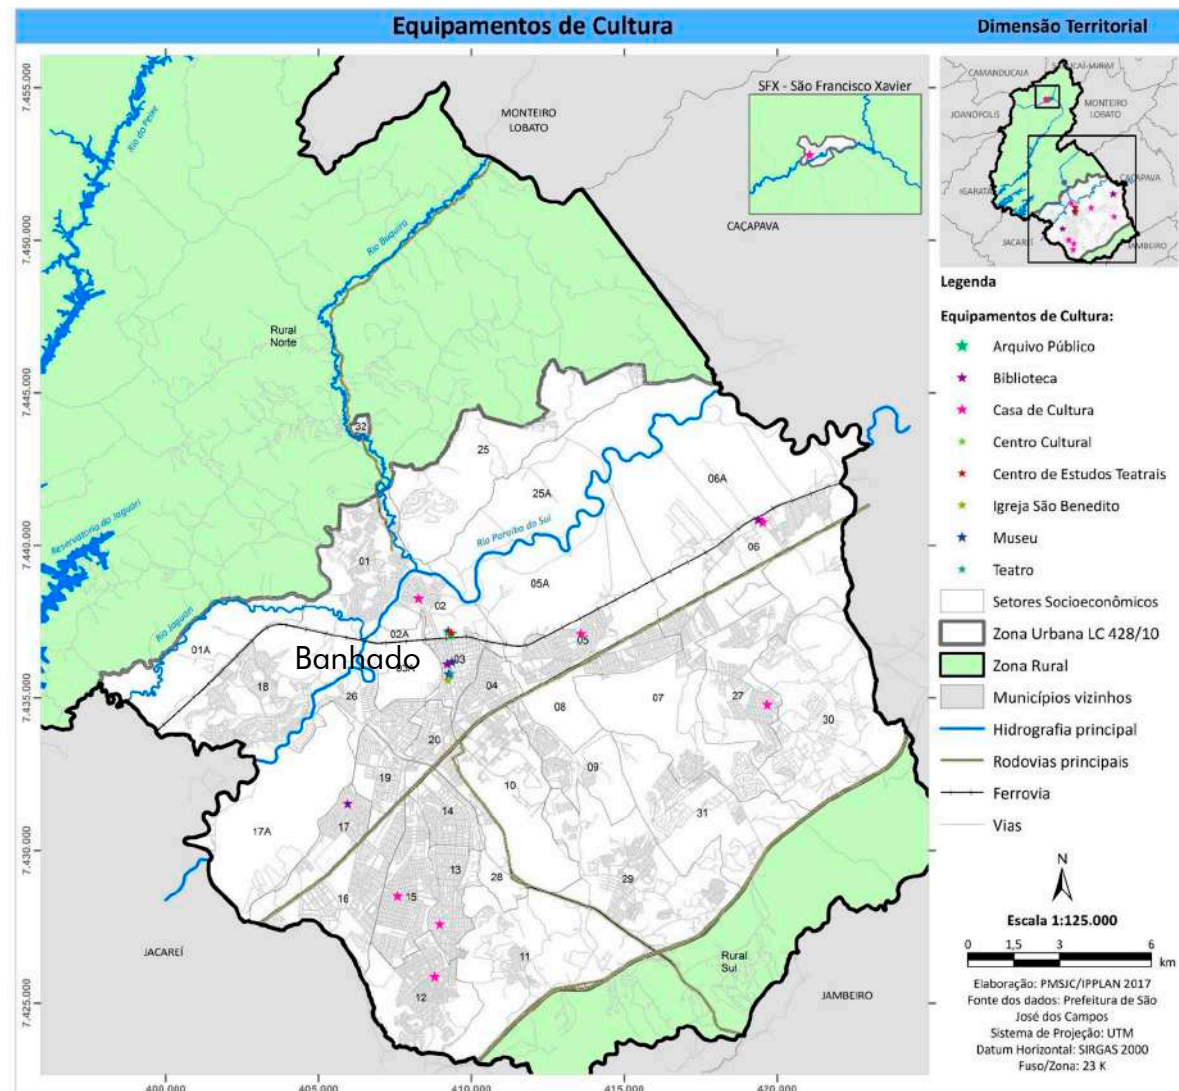 Equipamentos de Cultura
Dimensão Territorial
7.455.000
7.450.000
7.445.000
7.440.000
7.435.000
7.430.000
7.425.000
MONTEIRO
LOBATO
SFX - São Francisco Xavier
CAÇAPAVA
Rio do Peixe
Rio Buquira
Rural
Norte
32
25
25A
06A
Reservatório do Jaguari
Rio Paraíba do Sul
01
06
05A
02
Rio Jaguari
02A
05
01A
Banhado
03
03A
18
26
04
27
07
30
08
20
19
09
10
14
31
17
17A
13
28
16
15
29
11
12
Rural
Sul
JACAREÍ
JAMBEIRO
400.000
405.000
410.000
415.000
420.000
CAMANDUCAIA
JOANÓPOLIS
MONTEIRO
LOBATO
IGARATÁ
CAÇAPAVA
JACAREÍ
JAMBEIRO
Legenda
Equipamentos de Cultura:
Arquivo Público
Biblioteca
Casa de Cultura
Centro Cultural
Centro de Estudos Teatrais
Igreja São Benedito
Museu
Teatro
Setores Socioeconômicos
Zona Urbana LC 428/10
Zona Rural
Municípios vizinhos
Hidrografia principal
Rodovias principais
Ferrovia
Vias
N
Escala 1:125.000
0 1,5 3 6
km
Elaboração: PMSJC/IPPLAN 2017
Fonte dos dados: Prefeitura de São
José dos Campos
Sistema de Projeção: UTM
Datum Horizontal: SIRGAS 2000
Fuso/Zona: 23 K